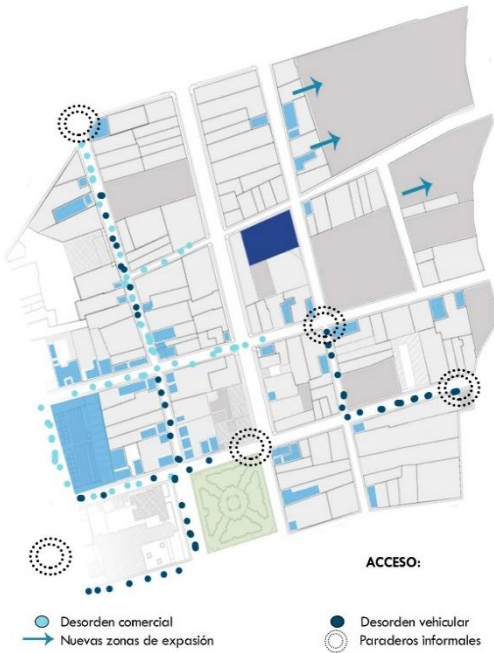 ACCESO:
Desorden comercial
Desorden vehicular
Nuevas zonas de expasión
Paraderos informales